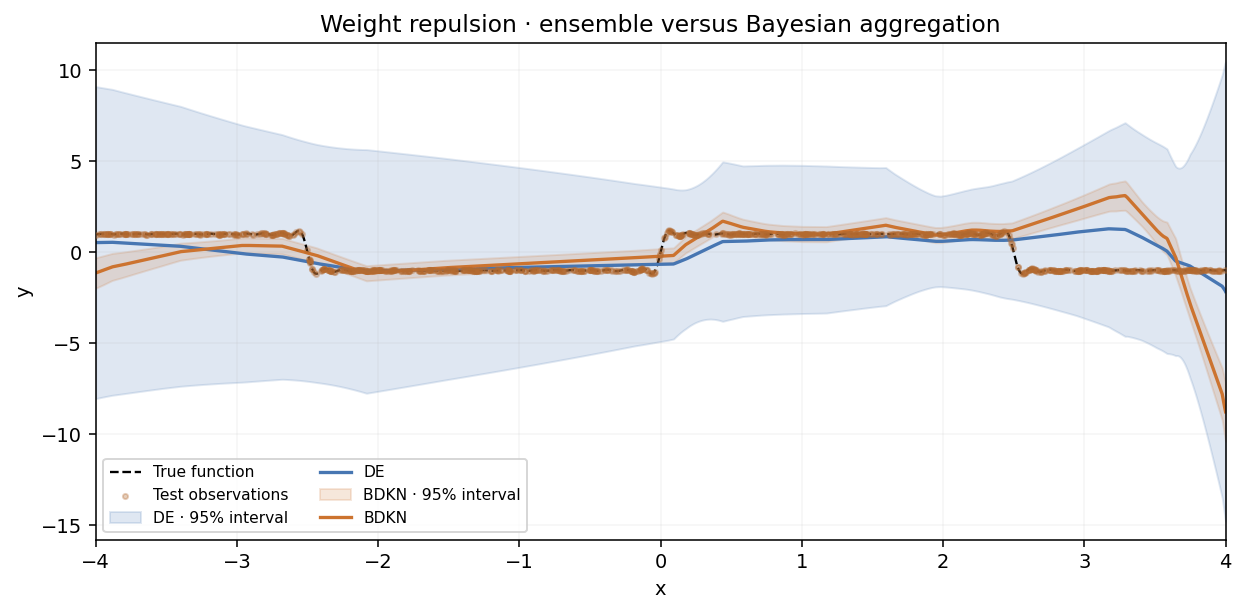 Weight repulsion · ensemble versus Bayesian aggregation
y
10
5
0
−5
−10
−15
True function
Test observations
DE · 95% interval
DE
BDKN · 95% interval
BDKN
−4
−3
−2
−1
0
1
2
3
4
x